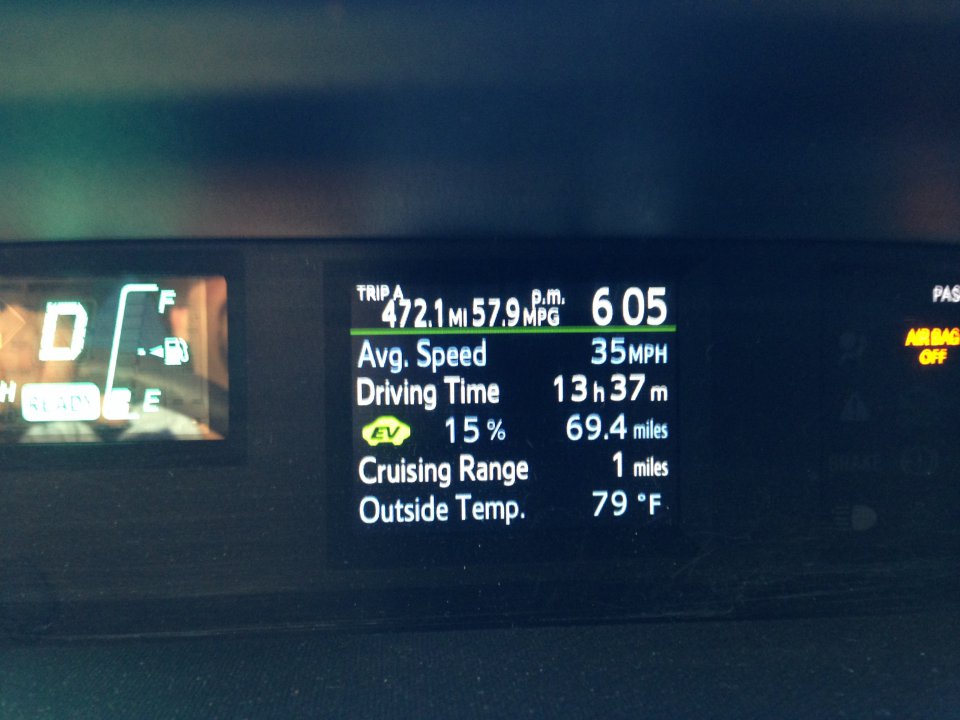 D F
H READY E
TRIP A 472.1 MI 57.9 MPG p.m. 6 05
Avg. Speed 35 MPH
Driving Time 13 h 37 m
EV 15 % 69.4 miles
Cruising Range 1 miles
Outside Temp. 79 °F
PAS
AIR BAG
OFF